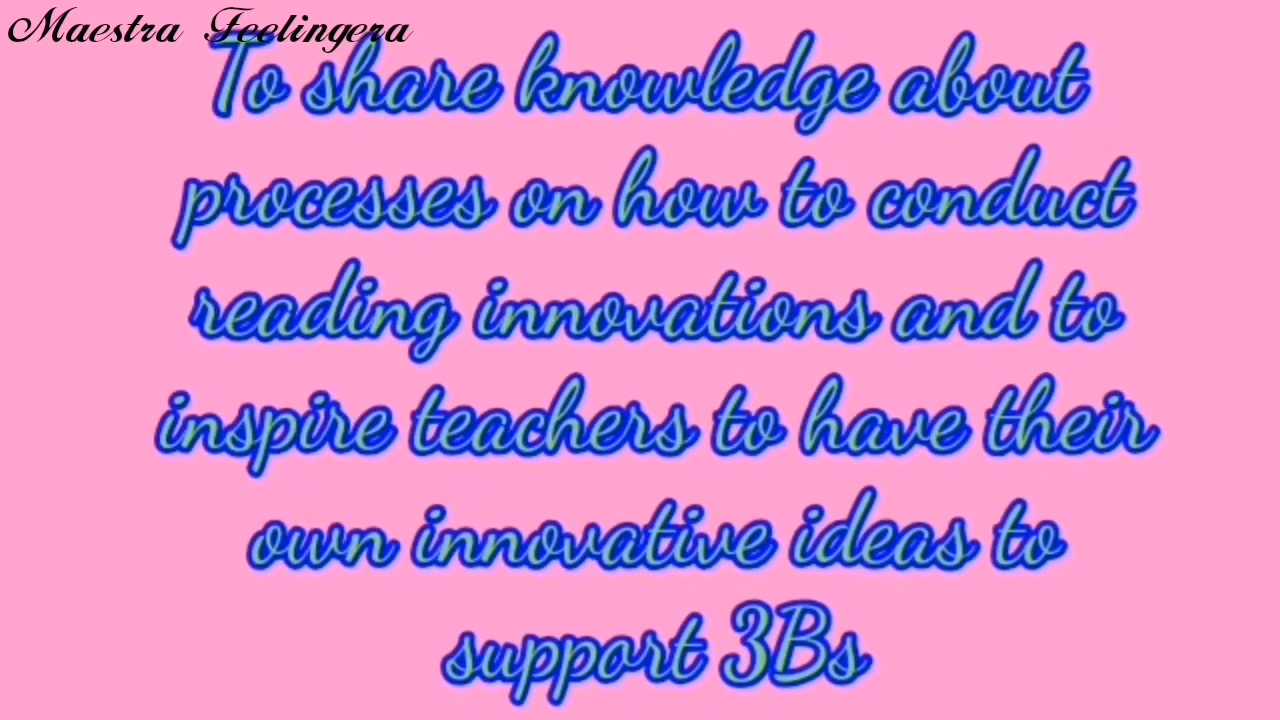 Maestra Feelingera
To share knowledge about
processes on how to conduct
reading innovations and to
inspire teachers to have their
own innovative ideas to
support 3Bs